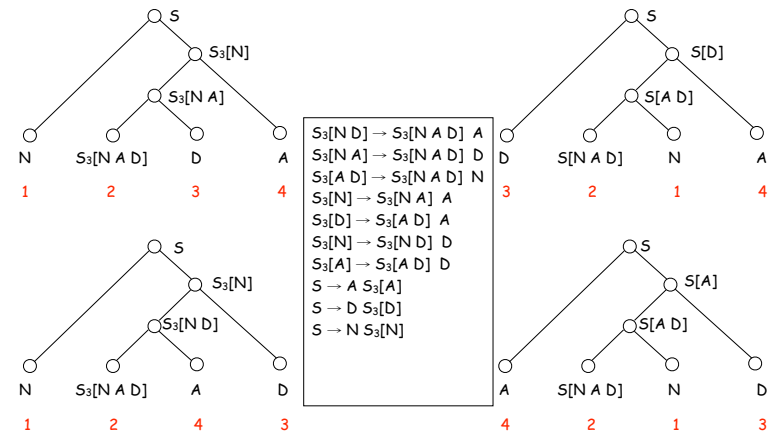 S
S₃[N]
S₃[N A]
N S₃[N A D] D A
1 2 3 4
S
S[D]
S[A D]
D S[N A D] N A
3 2 1 4
S₃[N D] → S₃[N A D] A
S₃[N A] → S₃[N A D] D
S₃[A D] → S₃[N A D] N
S₃[N] → S₃[N A] A
S₃[D] → S₃[A D] A
S₃[N] → S₃[N D] D
S₃[A] → S₃[A D] D
S → A S₃[A]
S → D S₃[D]
S → N S₃[N]
S
S₃[N]
S₃[N D]
N S₃[N A D] A D
1 2 4 3
S
S[A]
S[A D]
A S[N A D] N D
4 2 1 3